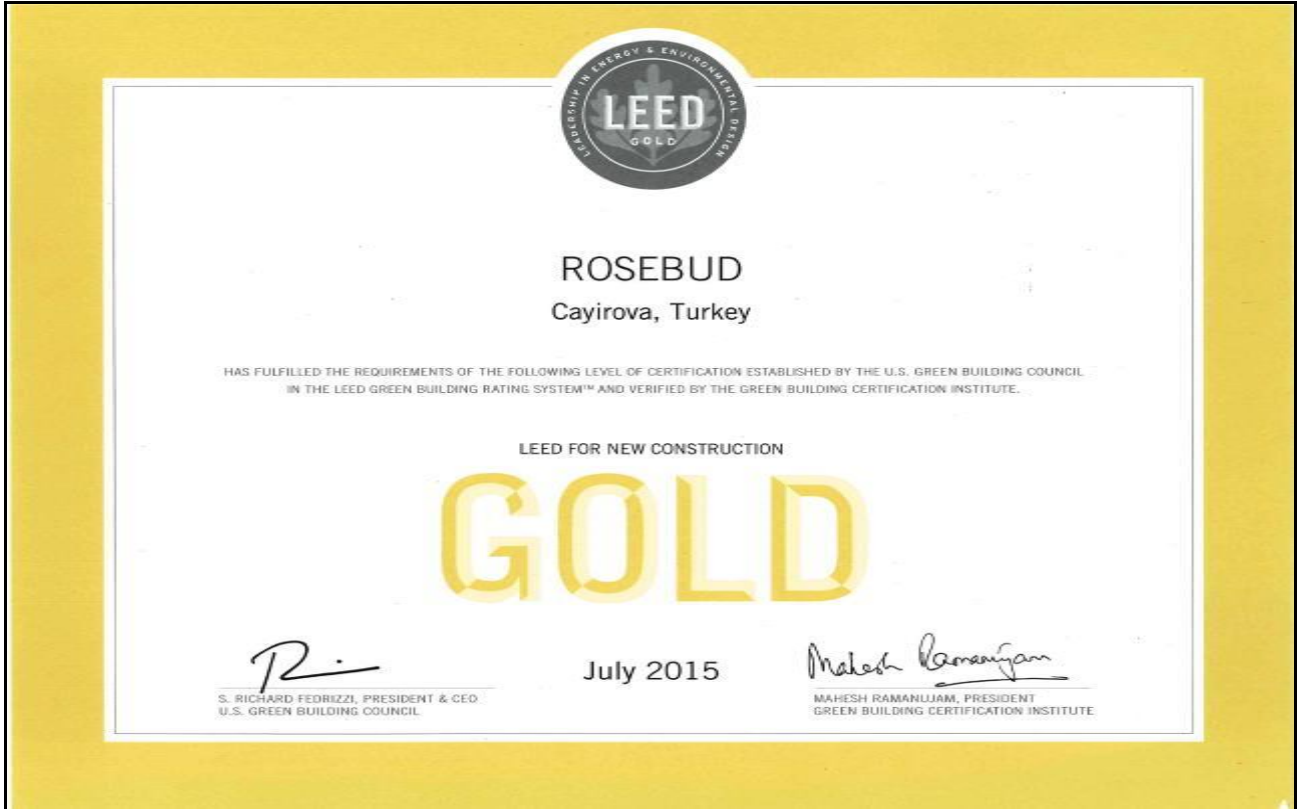 LEADERSHIP IN ENERGY & ENVIRONMENTAL DESIGN
LEED
GOLD
ROSEBUD
Cayirova, Turkey
HAS FULFILLED THE REQUIREMENTS OF THE FOLLOWING LEVEL OF CERTIFICATION ESTABLISHED BY THE U.S. GREEN BUILDING COUNCIL
IN THE LEED GREEN BUILDING RATING SYSTEM™ AND VERIFIED BY THE GREEN BUILDING CERTIFICATION INSTITUTE.
LEED FOR NEW CONSTRUCTION
GOLD
July 2015
Mahesh Ramanujam
S. RICHARD FEDRIZZI, PRESIDENT & CEO
U.S. GREEN BUILDING COUNCIL
MAHESH RAMANUJAM, PRESIDENT
GREEN BUILDING CERTIFICATION INSTITUTE